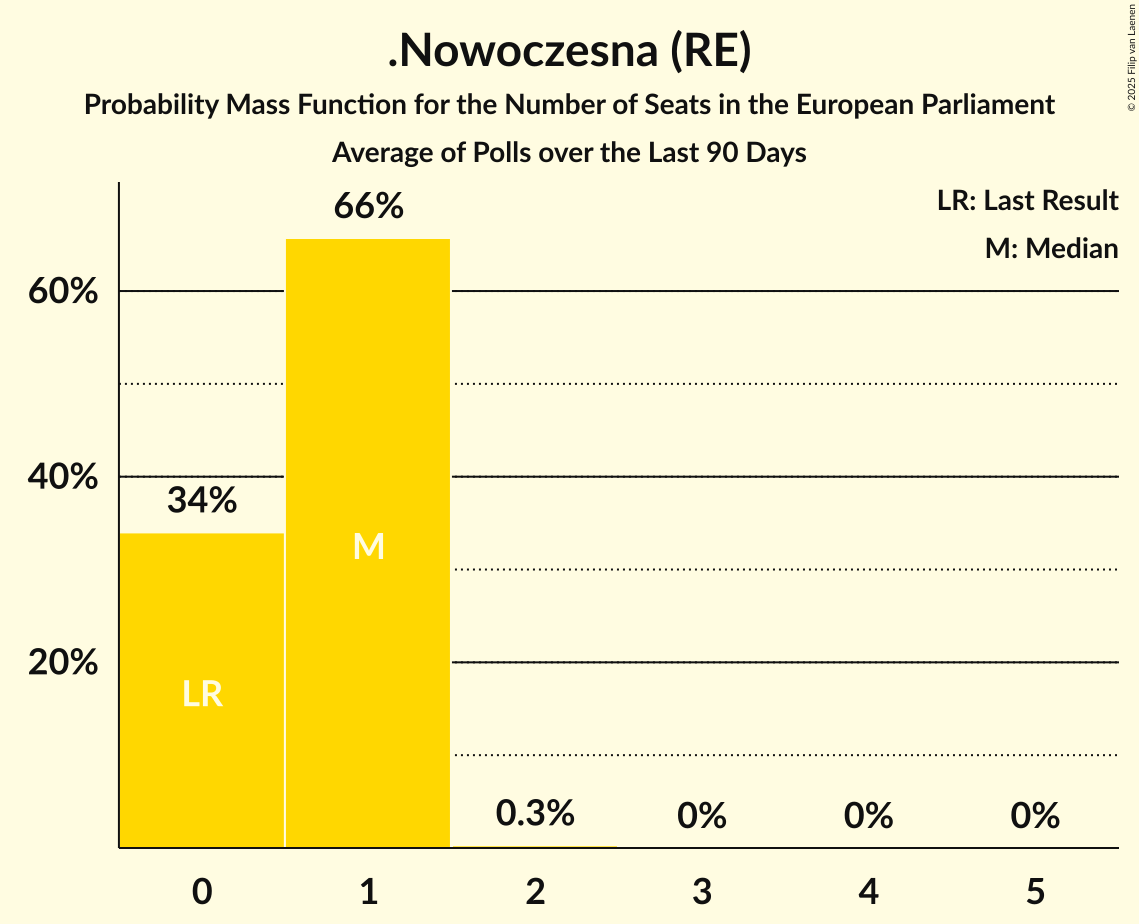 .Nowoczesna (RE)
Probability Mass Function for the Number of Seats in the European Parliament
Average of Polls over the Last 90 Days
© 2025 Filip van Laenen
LR: Last Result
M: Median
66%
60%
40%
34%
M
20%
LR
0.3%
0%
0%
0%
0 1 2 3 4 5